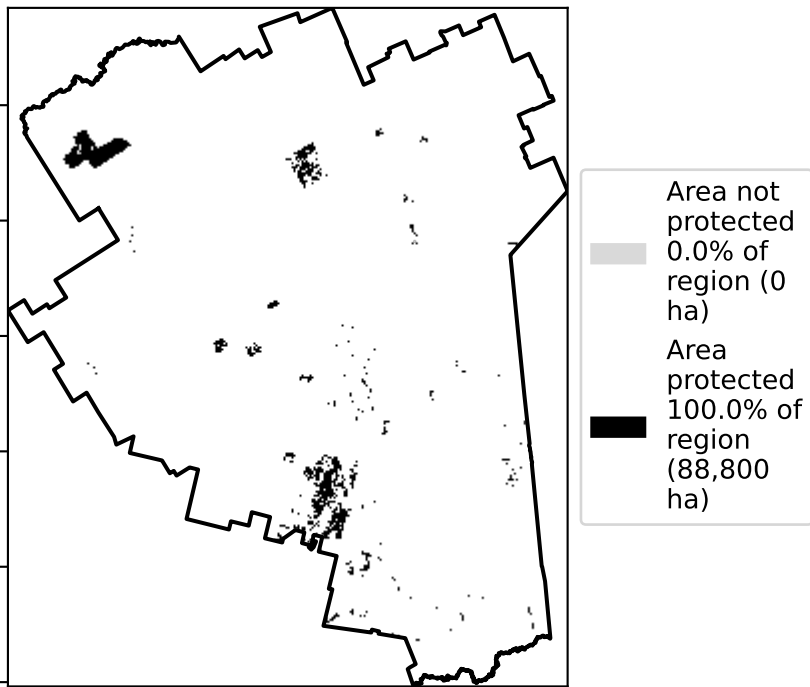 Area not
protected
0.0% of
region (0
ha)
Area
protected
100.0% of
region
(88,800
ha)